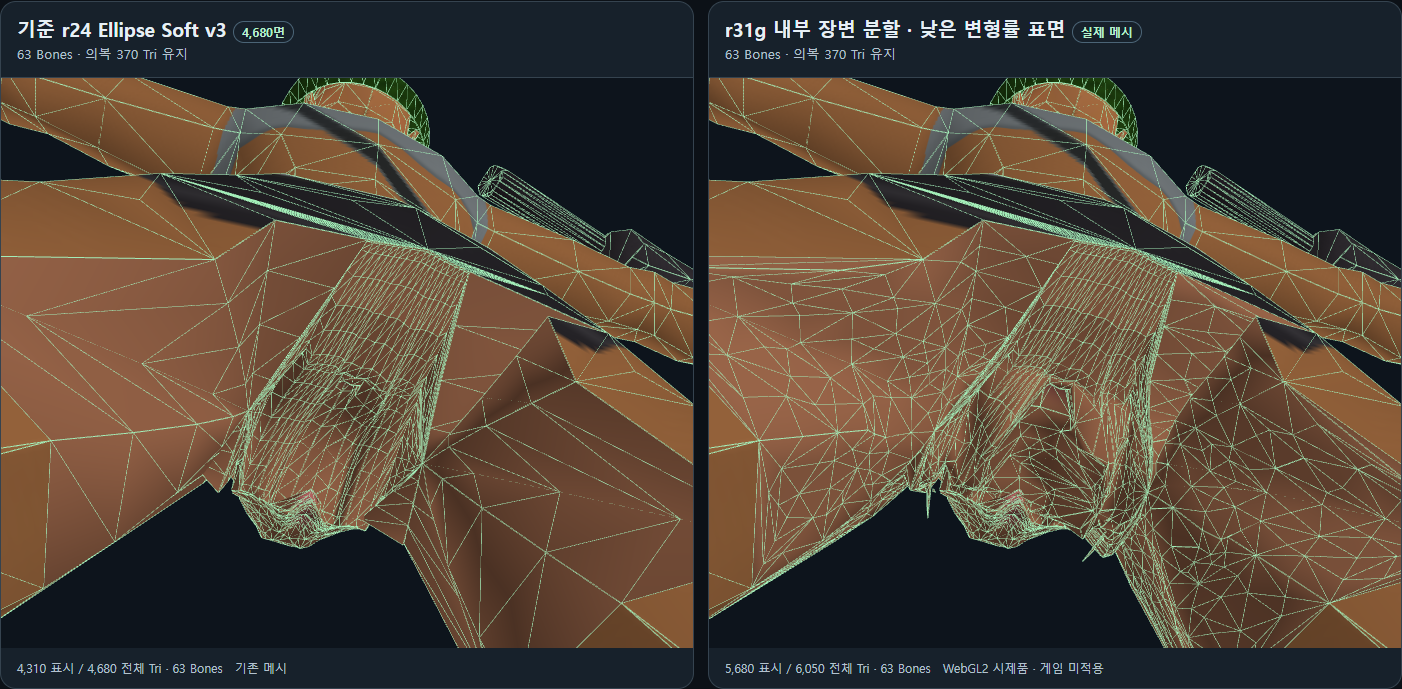 기준 r24 Ellipse Soft v3 4,680면
63 Bones · 의복 370 Tri 유지
4,310 표시 / 4,680 전체 Tri · 63 Bones 기존 메시
r31g 내부 장변 분할 · 낮은 변형률 표면 실제 메시
63 Bones · 의복 370 Tri 유지
5,680 표시 / 6,050 전체 Tri · 63 Bones WebGL2 시제품 · 게임 미적용